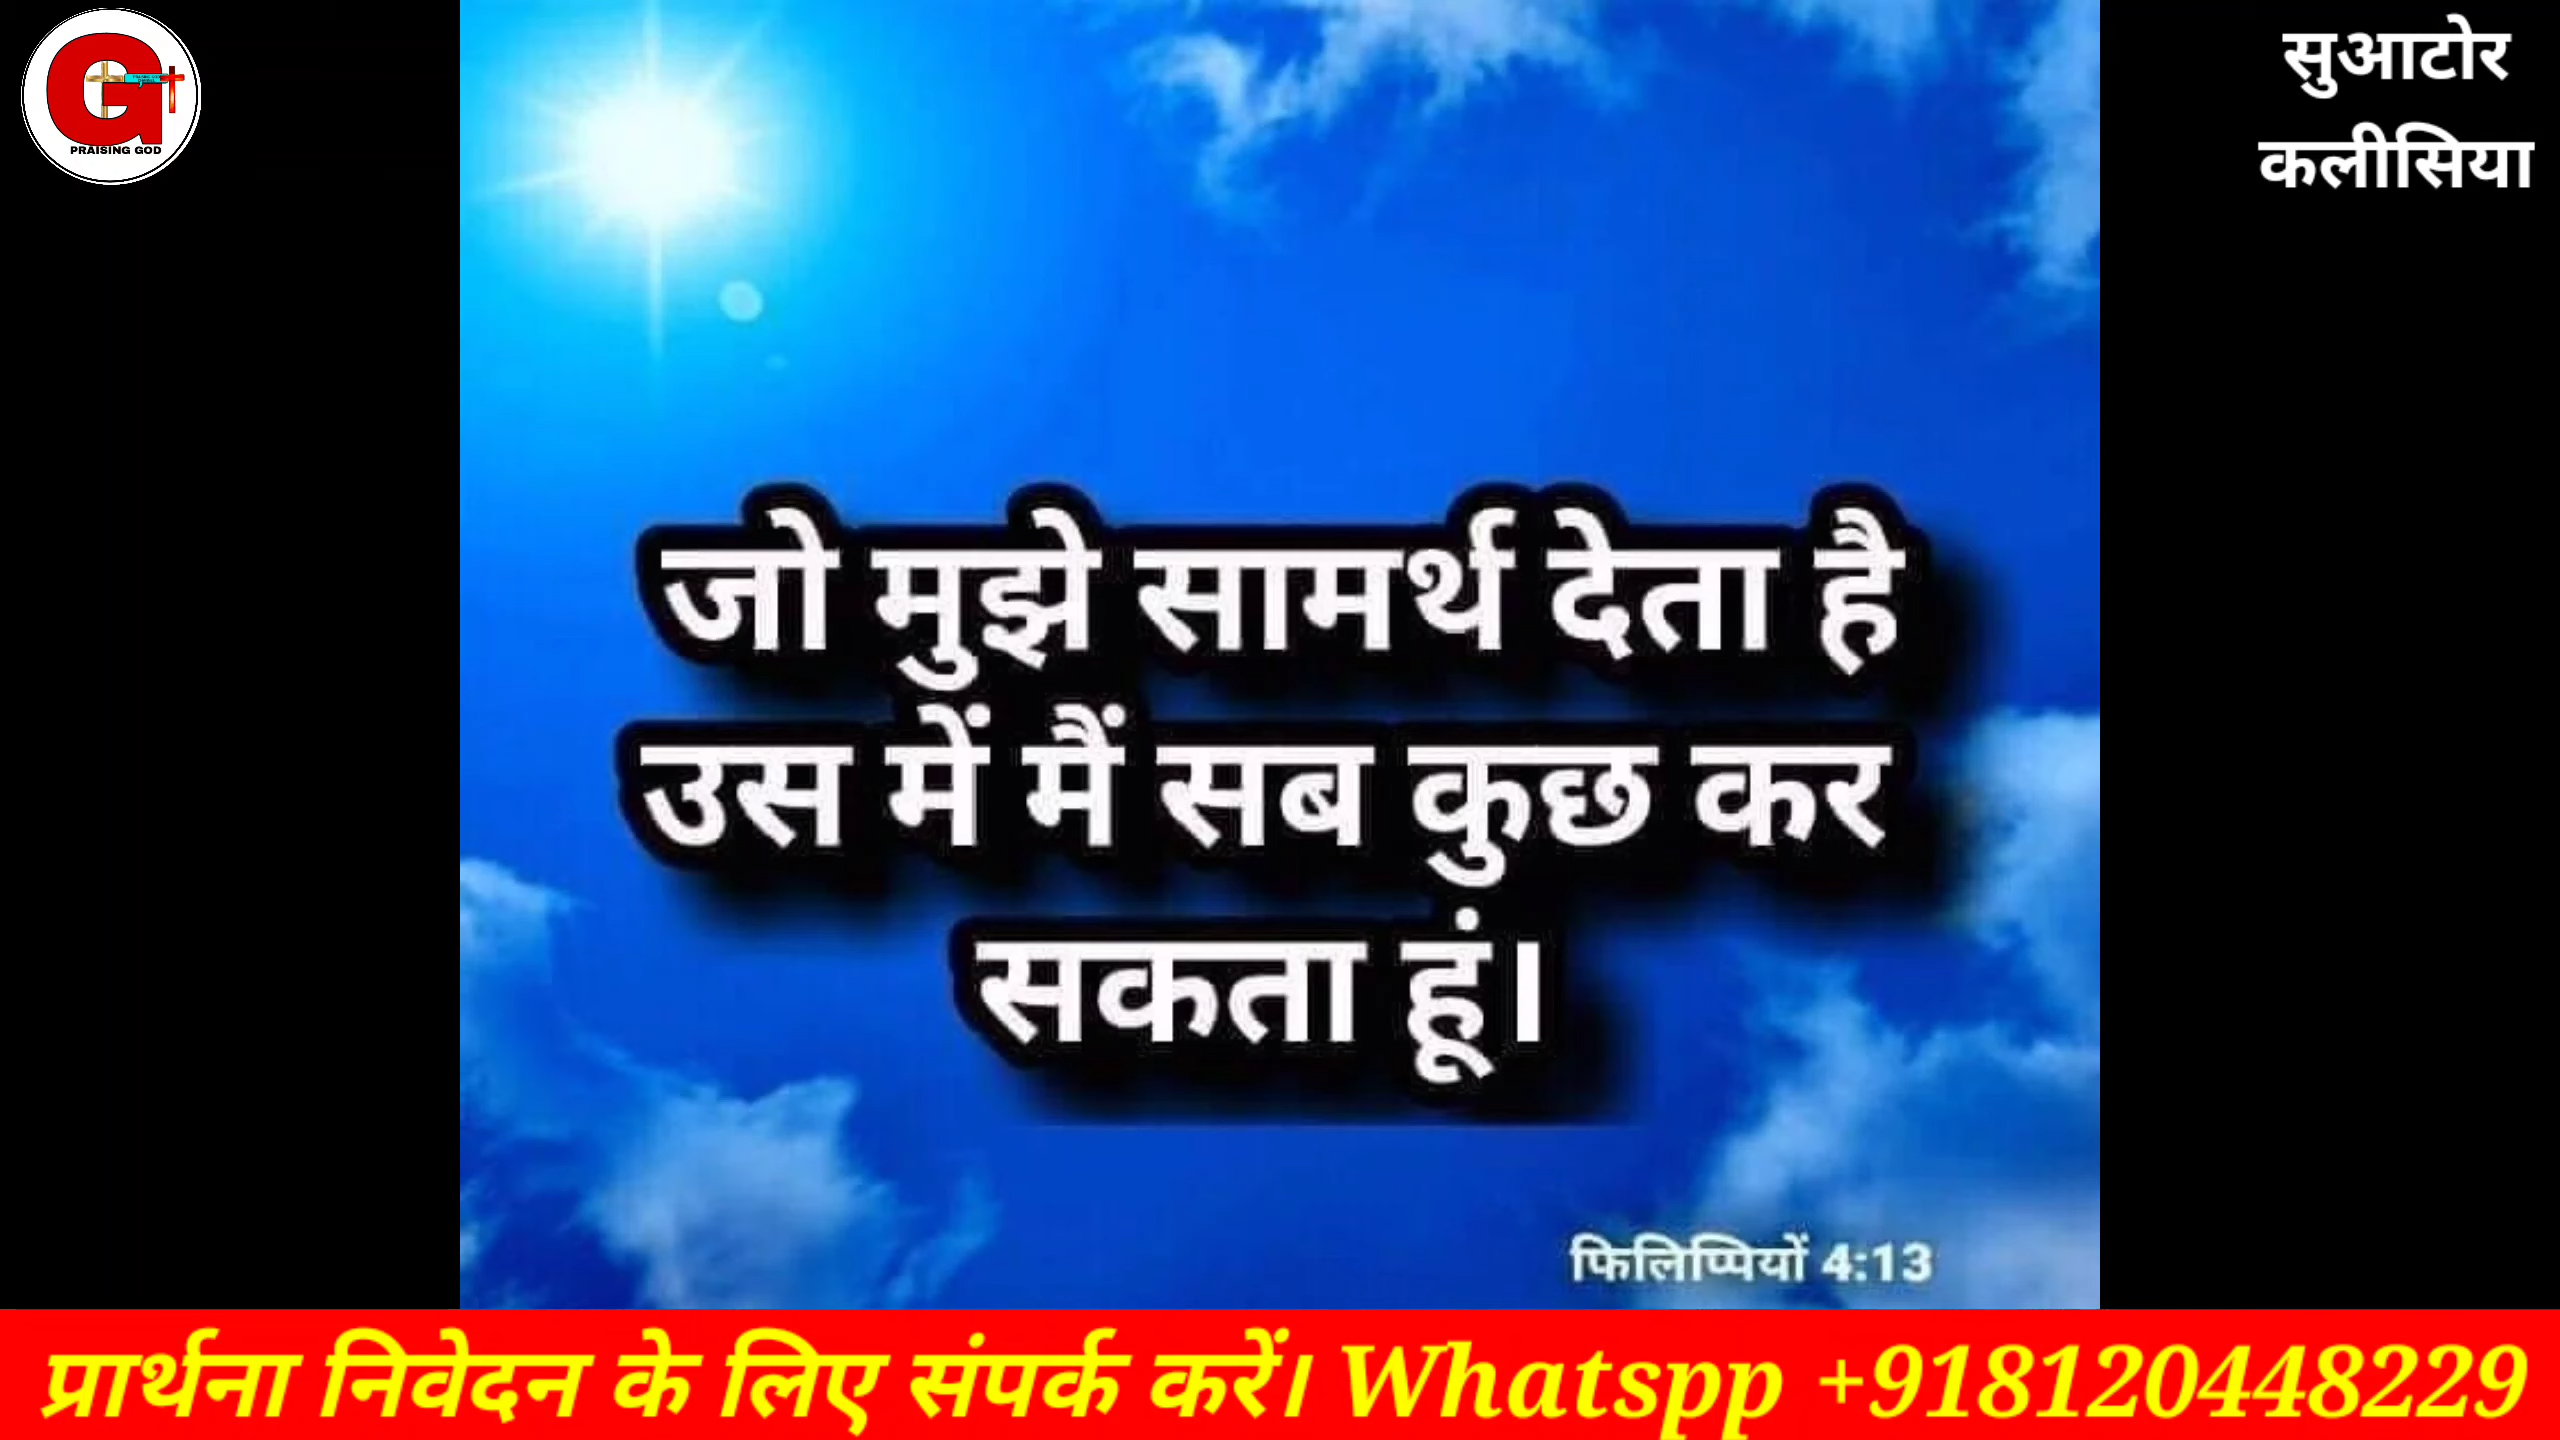 PRAISING GOD
सुआटोर
कलीसिया
जो मुझे सामर्थ देता है
उस में मैं सब कुछ कर
सकता हूं।
फिलिप्पियों 4:13
प्रार्थना निवेदन के लिए संपर्क करें। Whatspp +918120448229